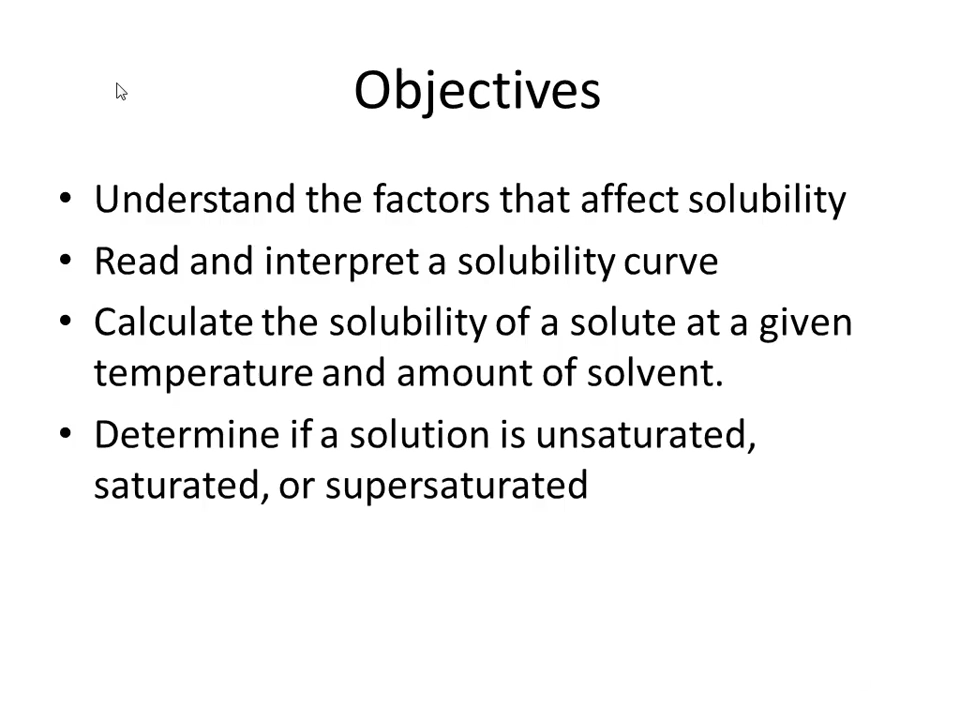 Objectives
• Understand the factors that affect solubility
• Read and interpret a solubility curve
• Calculate the solubility of a solute at a given
temperature and amount of solvent.
• Determine if a solution is unsaturated,
saturated, or supersaturated